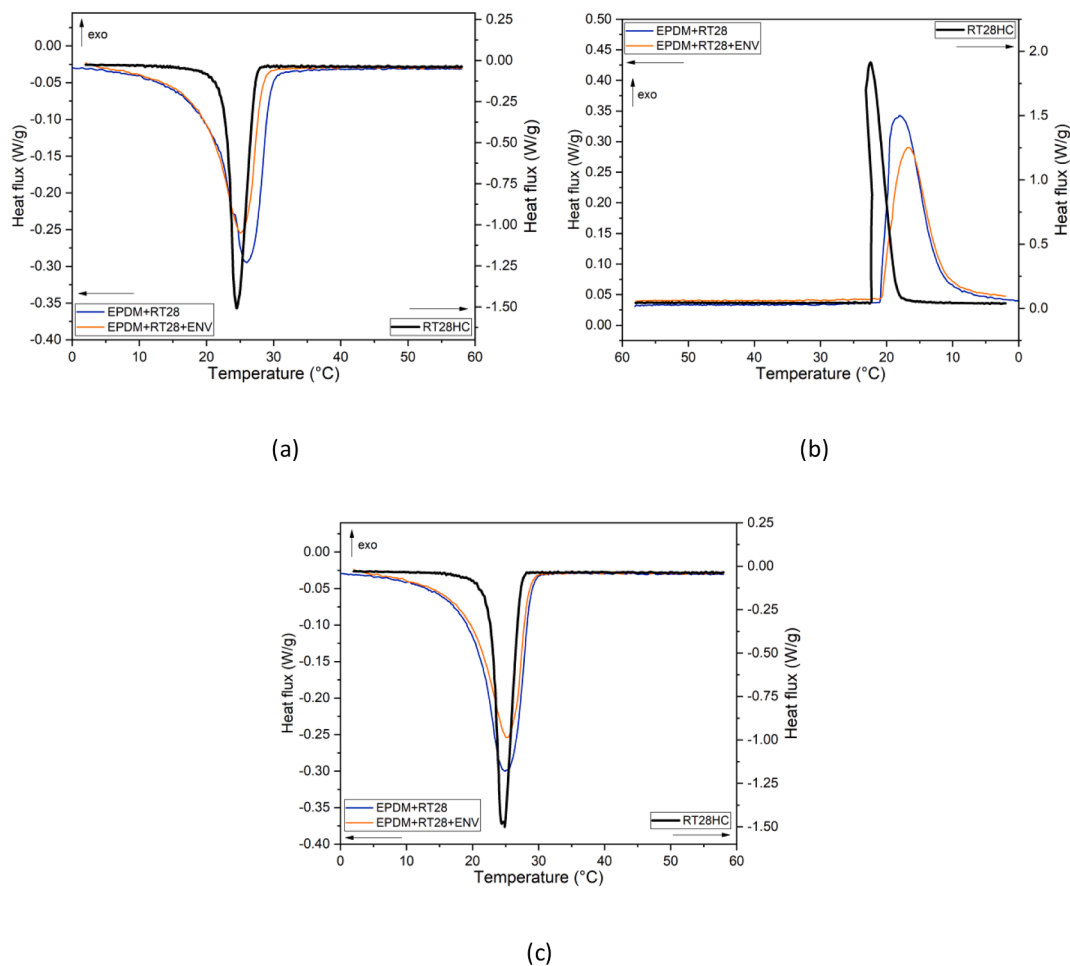 exo
0.00
-0.05
-0.10
-0.15
-0.20
-0.25
-0.30
-0.35
-0.40
Heat flux (W/g)
0.25
0.00
-0.25
-0.50
-0.75
-1.00
-1.25
-1.50
Heat flux (W/g)
EPDM+RT28
EPDM+RT28+ENV
RT28HC
0 10 20 30 40 50 60
Temperature (°C)
(a)
0.50
0.45
0.40
0.35
0.30
0.25
0.20
0.15
0.10
0.05
0.00
Heat flux (W/g)
EPDM+RT28
EPDM+RT28+ENV
exo
RT28HC
2.0
1.5
1.0
0.5
0.0
Heat flux (W/g)
60 50 40 30 20 10 0
Temperature (°C)
(b)
exo
0.00
-0.05
-0.10
-0.15
-0.20
-0.25
-0.30
-0.35
-0.40
Heat flux (W/g)
0.25
0.00
-0.25
-0.50
-0.75
-1.00
-1.25
-1.50
Heat flux (W/g)
EPDM+RT28
EPDM+RT28+ENV
RT28HC
0 10 20 30 40 50 60
Temperature (°C)
(c)